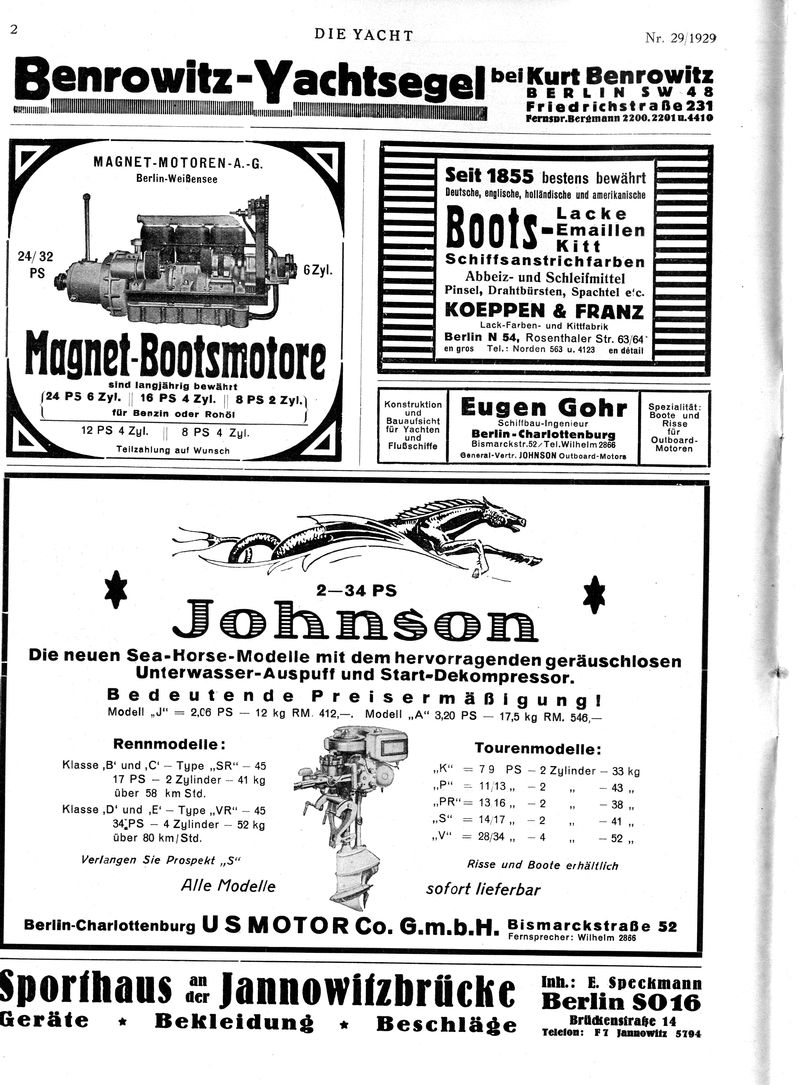 2
DIE YACHT
Nr. 29/1929
Benrowitz-Yachtsegel bei Kurt Benrowitz
BERLIN SW 48
Friedrichstraße 231
Fernspr. Bergmann 2200. 2201 u. 4410
MAGNET-MOTOREN-A.-G.
Berlin-Weißensee
24/32
PS
6 Zyl.
Magnet-Bootsmotore
sind langjährig bewährt
24 PS 6 Zyl. || 16 PS 4 Zyl. || 8 PS 2 Zyl.
für Benzin oder Rohöl
12 PS 4 Zyl. || 8 PS 4 Zyl.
Teilzahlung auf Wunsch
Seit 1855 bestens bewährt
Deutsche, englische, holländische und amerikanische
Boots-Lacke
Emaillen
Kitt
Schiffsanstrichfarben
Abbeiz- und Schleifmittel
Pinsel, Drahtbürsten, Spachtel etc.
KOEPPEN & FRANZ
Lack-Farben- und Kittfabrik
Berlin N 54, Rosenthaler Str. 63/64
en gros Tel.: Norden 563 u. 4123 en détail
Konstruktion
und
Bauaufsicht
für Yachten
und
Flußschiffe
Eugen Gohr
Schiffbau-Ingenieur
Berlin-Charlottenburg
Bismarckstr. 52 / Tel. Wilhelm 2866
General-Vertr. JOHNSON Outboard-Motors
Spezialität:
Boote und
Risse
für
Outboard-
Motoren
2—34 PS
Johnson
Die neuen Sea-Horse-Modelle mit dem hervorragenden geräuschlosen
Unterwasser-Auspuff und Start-Dekompressor.
Bedeutende Preisermäßigung!
Modell „J“ = 2,06 PS — 12 kg RM. 412,—. Modell „A“ 3,20 PS — 17,5 kg RM. 546,—
Rennmodelle:
Klasse ‚B‘ und ‚C‘ — Type „SR“ — 45
17 PS — 2 Zylinder — 41 kg
über 58 km Std.
Klasse ‚D‘ und ‚E‘ — Type „VR“ — 45
34 PS — 4 Zylinder — 52 kg
über 80 km/Std.
Verlangen Sie Prospekt „S“
Alle Modelle
Tourenmodelle:
„K“ = 7 9 PS — 2 Zylinder — 33 kg
„P“ = 11/13 „ — 2 „ — 43 „
„PR“ = 13 16 „ — 2 „ — 38 „
„S“ = 14/17 „ — 2 „ — 41 „
„V“ = 28/34 „ — 4 „ — 52 „
Risse und Boote erhältlich
sofort lieferbar
Berlin-Charlottenburg US MOTOR Co. G.m.b.H. Bismarckstraße 52
Fernsprecher: Wilhelm 2866
Sporthaus an der Jannowitzbrücke
Geräte * Bekleidung * Beschläge
Inh.: E. Speckmann
Berlin SO 16
Brückenstraße 14
Telefon: F 7 Jannowitz 5794